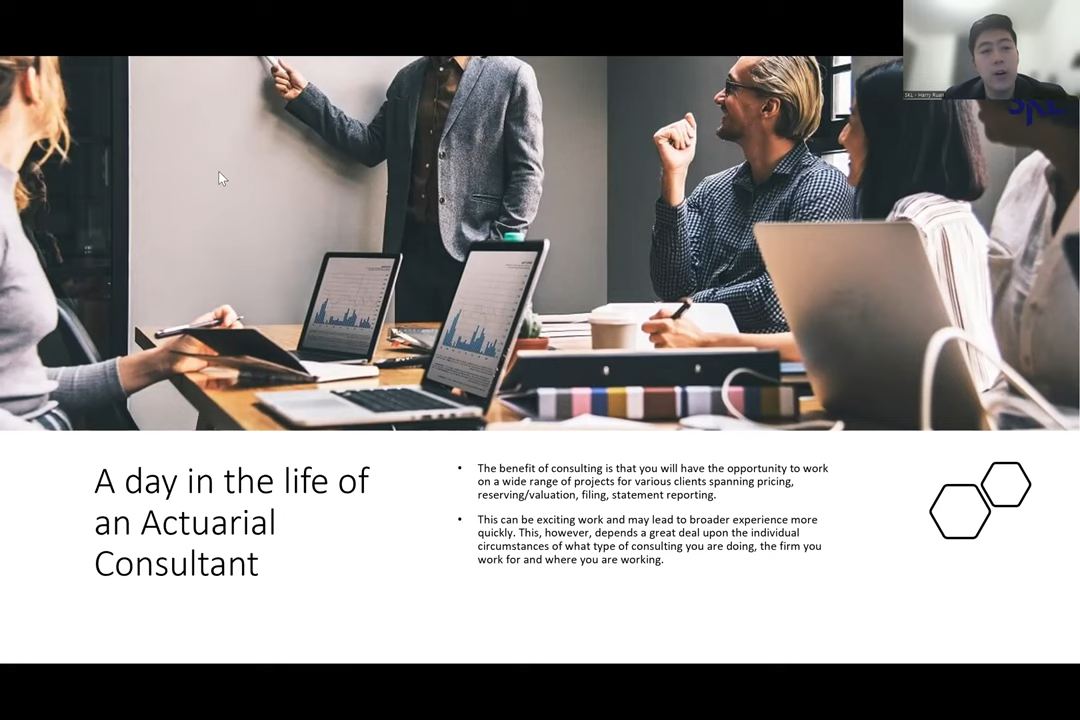 SKL - Harry Ruan
SKL
A day in the life of
an Actuarial
Consultant
• The benefit of consulting is that you will have the opportunity to work
on a wide range of projects for various clients spanning pricing,
reserving/valuation, filing, statement reporting.
• This can be exciting work and may lead to broader experience more
quickly. This, however, depends a great deal upon the individual
circumstances of what type of consulting you are doing, the firm you
work for and where you are working.